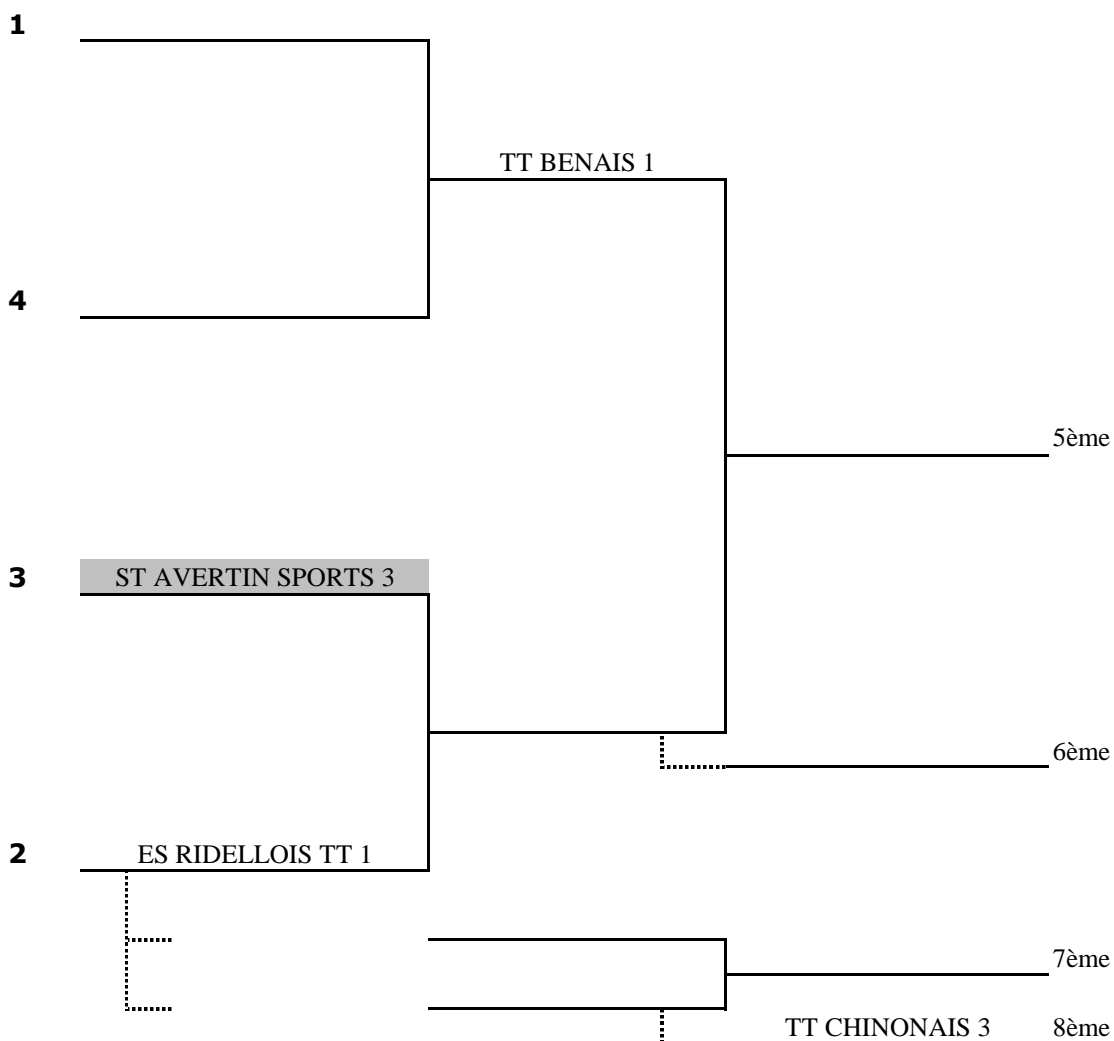 1
TT BENAIS 1
4
5ème
3 ST AVERTIN SPORTS 3
6ème
2 ES RIDELLOIS TT 1
7ème
TT CHINONAIS 3 8ème